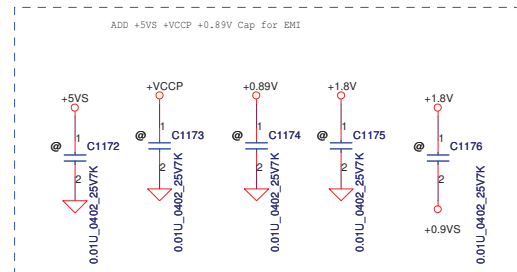 ADD +5VS +VCCP +0.89V Cap for EMI
+5VS
+VCCP
+0.89V
+1.8V
+1.8V
@
1
C1172
2
0.01U_0402_25V7K
@
1
C1173
2
0.01U_0402_25V7K
@
1
C1174
2
0.01U_0402_25V7K
@
1
C1175
2
0.01U_0402_25V7K
@
1
C1176
2
0.01U_0402_25V7K
+0.9VS